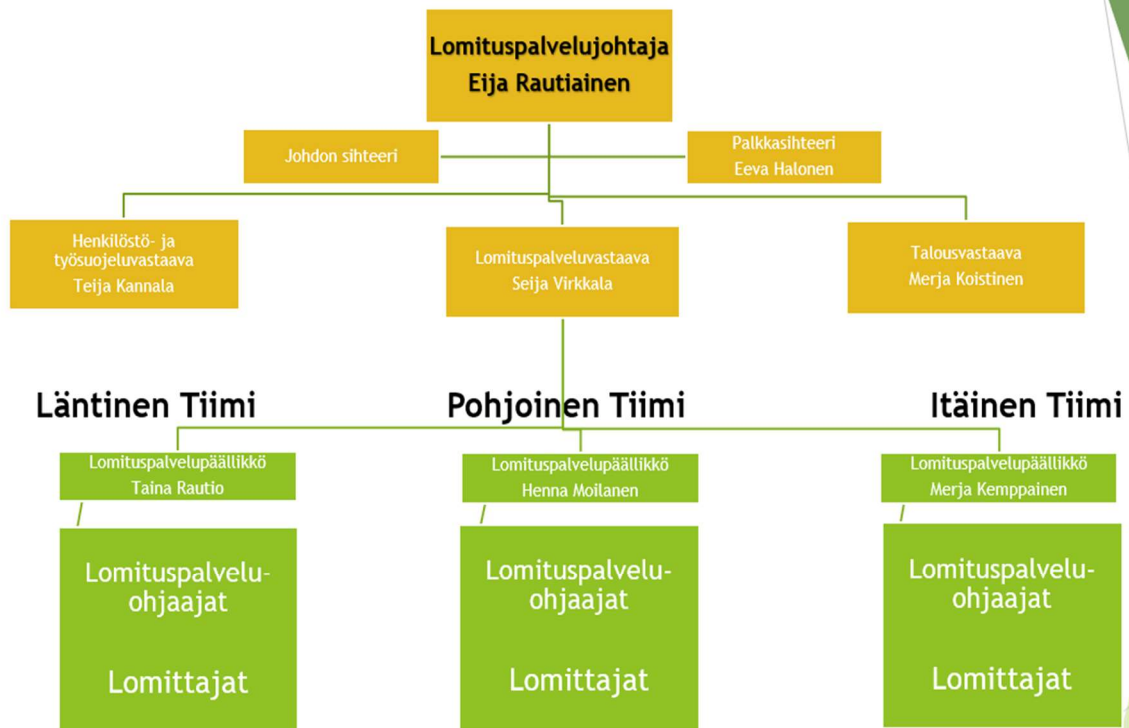 Lomituspalvelujohtaja
Eija Rautiainen
Johdon sihteeri
Palkkasihteeri
Eeva Halonen
Henkilöstö- ja
työsuojeluvastaava
Teija Kannala
Lomituspalveluvastaava
Seija Virkkala
Talousvastaava
Merja Koistinen
Läntinen Tiimi
Pohjoinen Tiimi
Itäinen Tiimi
Lomituspalvelupäällikkö
Taina Rautio
Lomituspalvelupäällikkö
Henna Moilanen
Lomituspalvelupäällikkö
Merja Kemppainen
Lomituspalvelu-
ohjaajat
Lomittajat
Lomituspalvelu-
ohjaajat
Lomittajat
Lomituspalvelu-
ohjaajat
Lomittajat